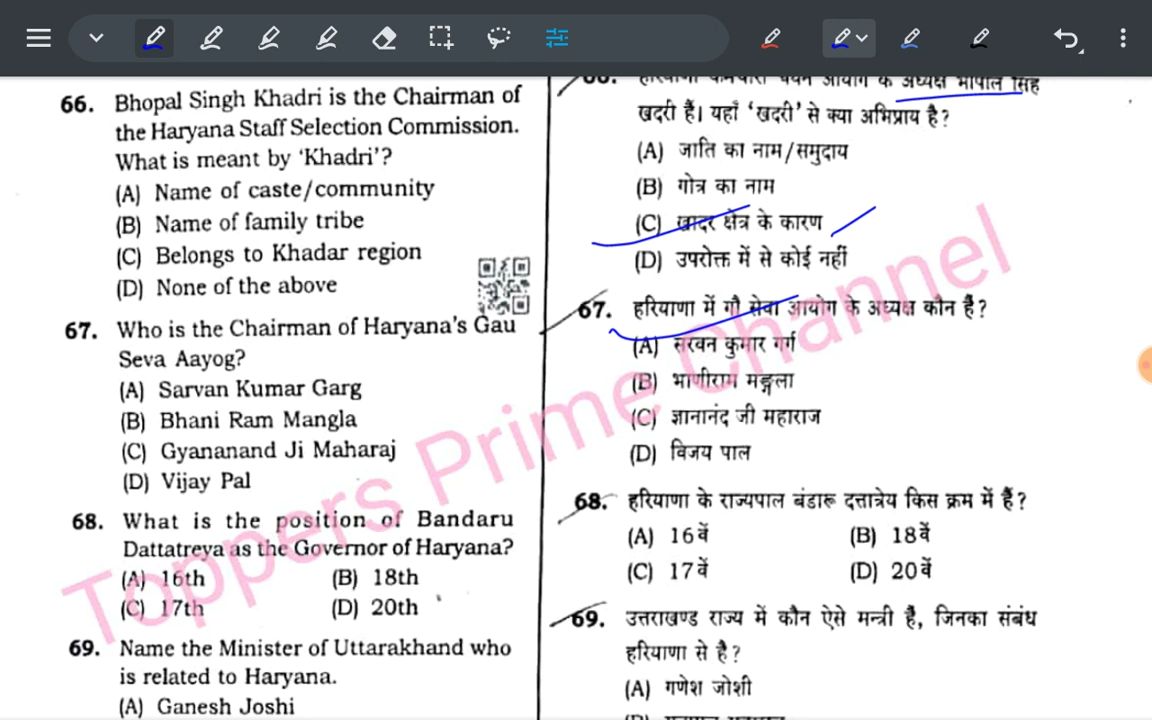 66. Bhopal Singh Khadri is the Chairman of
the Haryana Staff Selection Commission.
What is meant by 'Khadri'?
(A) Name of caste/community
(B) Name of family tribe
(C) Belongs to Khadar region
(D) None of the above
67. Who is the Chairman of Haryana's Gau
Seva Aayog?
(A) Sarvan Kumar Garg
(B) Bhani Ram Mangla
(C) Gyananand Ji Maharaj
(D) Vijay Pal
68. What is the position of Bandaru
Dattatreya as the Governor of Haryana?
(A) 16th (B) 18th
(C) 17th (D) 20th
69. Name the Minister of Uttarakhand who
is related to Haryana.
(A) Ganesh Joshi
के अध्यक्ष भोपाल सिंह
खदरी हैं। यहाँ 'खदरी' से क्या अभिप्राय है?
(A) जाति का नाम/समुदाय
(B) गोत्र का नाम
(C) खादर क्षेत्र के कारण
(D) उपरोक्त में से कोई नहीं
67. हरियाणा में गौ सेवा आयोग के अध्यक्ष कौन हैं?
(A) सरवन कुमार गर्ग
(B) भाणीराम मङ्गला
(C) ज्ञानानंद जी महाराज
(D) विजय पाल
68. हरियाणा के राज्यपाल बंडारू दत्तात्रेय किस क्रम में हैं?
(A) 16वें (B) 18वें
(C) 17वें (D) 20वें
69. उत्तराखण्ड राज्य में कौन ऐसे मन्त्री हैं, जिनका संबंध
हरियाणा से है?
(A) गणेश जोशी
Toppers Prime Channel